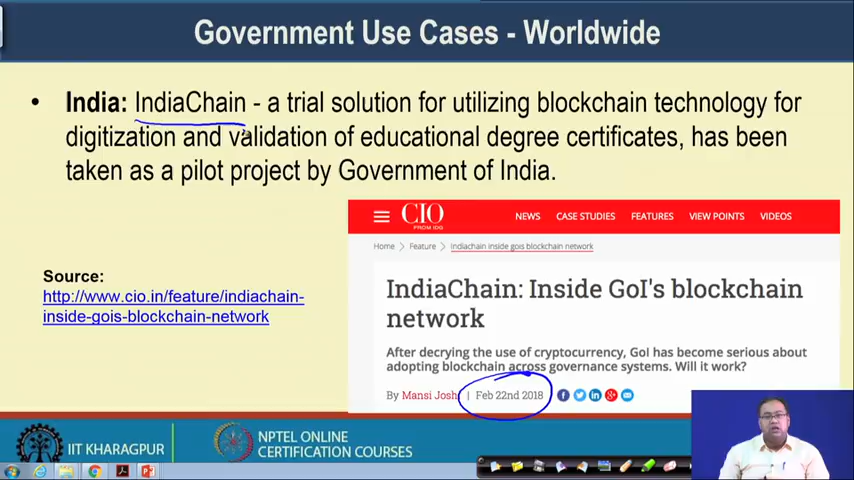 Government Use Cases - Worldwide
• India: IndiaChain - a trial solution for utilizing blockchain technology for
digitization and validation of educational degree certificates, has been
taken as a pilot project by Government of India.
Source:
http://www.cio.in/feature/indiachain-
inside-gois-blockchain-network
CIO
FROM IDG
NEWS CASE STUDIES FEATURES VIEW POINTS VIDEOS
Home > Feature > Indiachain inside gois blockchain network
IndiaChain: Inside GoI's blockchain
network
After decrying the use of cryptocurrency, GoI has become serious about
adopting blockchain across governance systems. Will it work?
By Mansi Joshi | Feb 22nd 2018
IIT KHARAGPUR
NPTEL ONLINE
CERTIFICATION COURSES